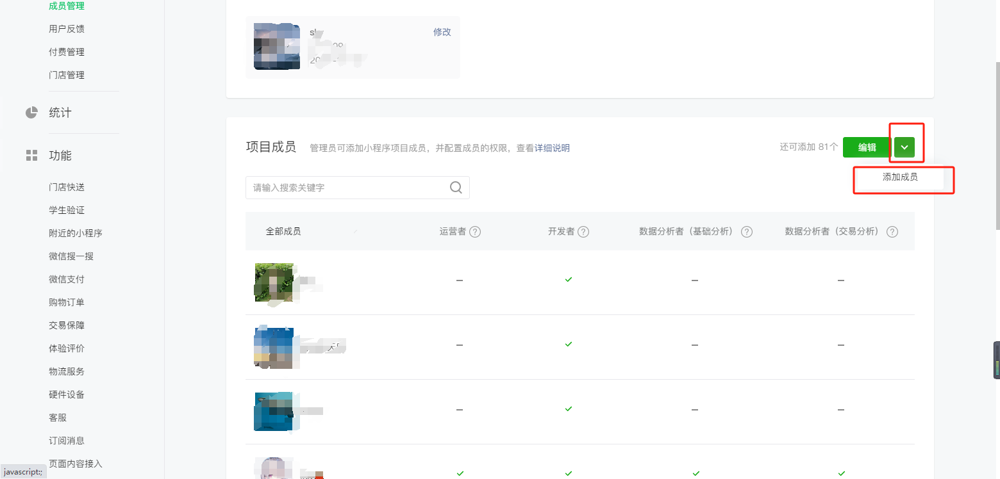 成员管理
用户反馈
付费管理
门店管理
统计
功能
门店快送
学生验证
附近的小程序
微信搜一搜
微信支付
购物订单
交易保障
体验评价
物流服务
硬件设备
客服
订阅消息
页面内容接入
javascript:;
修改
项目成员 管理员可添加小程序项目成员，并配置成员的权限，查看详细说明
还可添加 81个 编辑
添加成员
请输入搜索关键字
全部成员 运营者 ? 开发者 ? 数据分析者（基础分析） ? 数据分析者（交易分析） ?